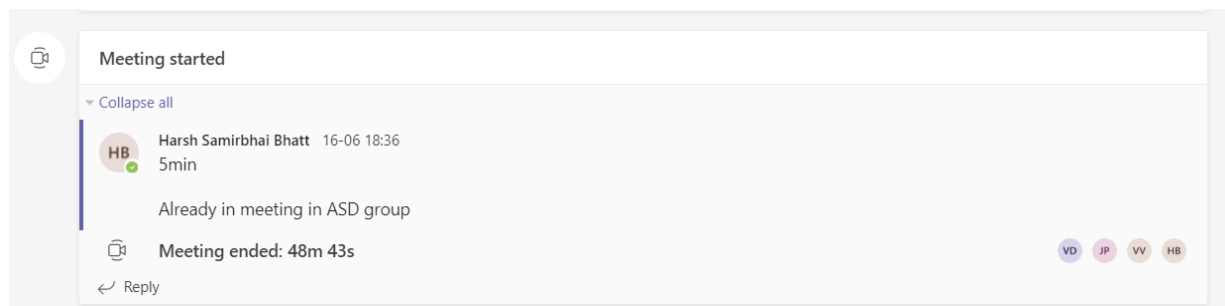 Meeting started
Collapse all
HB
Harsh Samirbhai Bhatt 16-06 18:36
5min
Already in meeting in ASD group
Meeting ended: 48m 43s VD JP VV HB
Reply